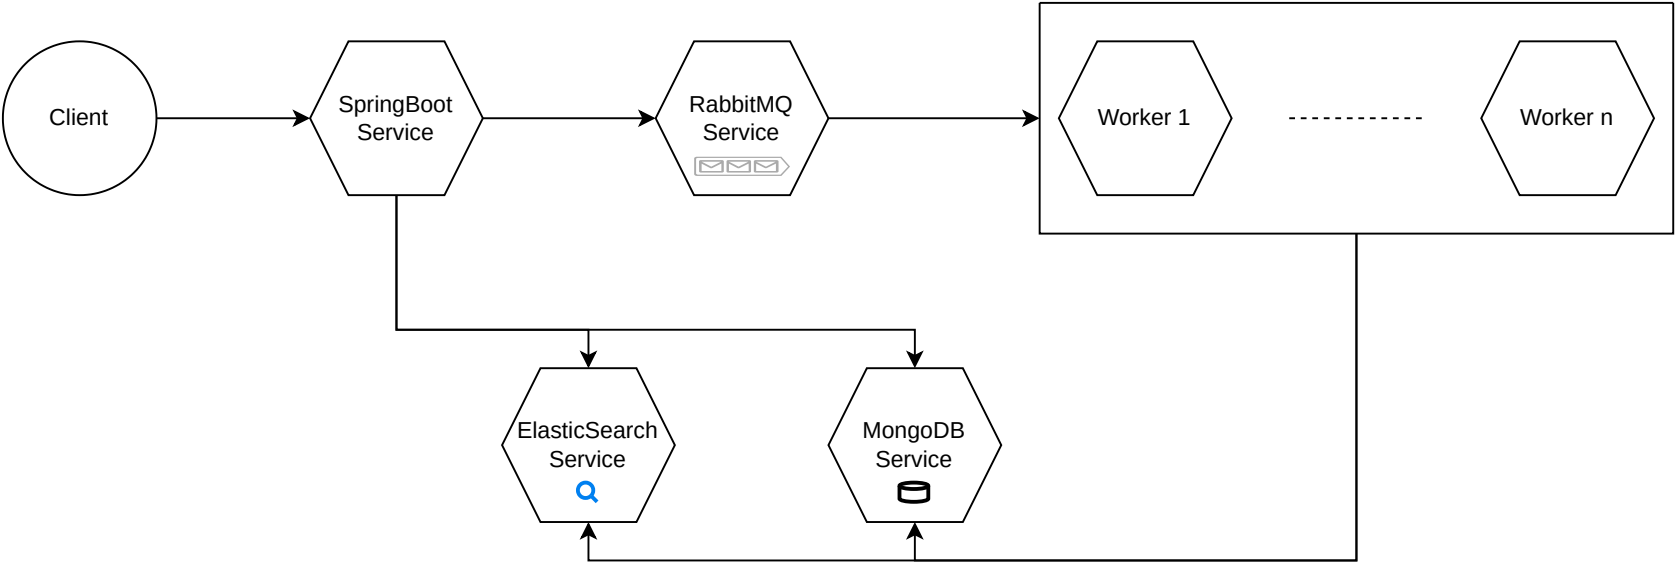 Client
SpringBoot
Service
RabbitMQ
Service
Worker 1
Worker n
ElasticSearch
Service
MongoDB
Service